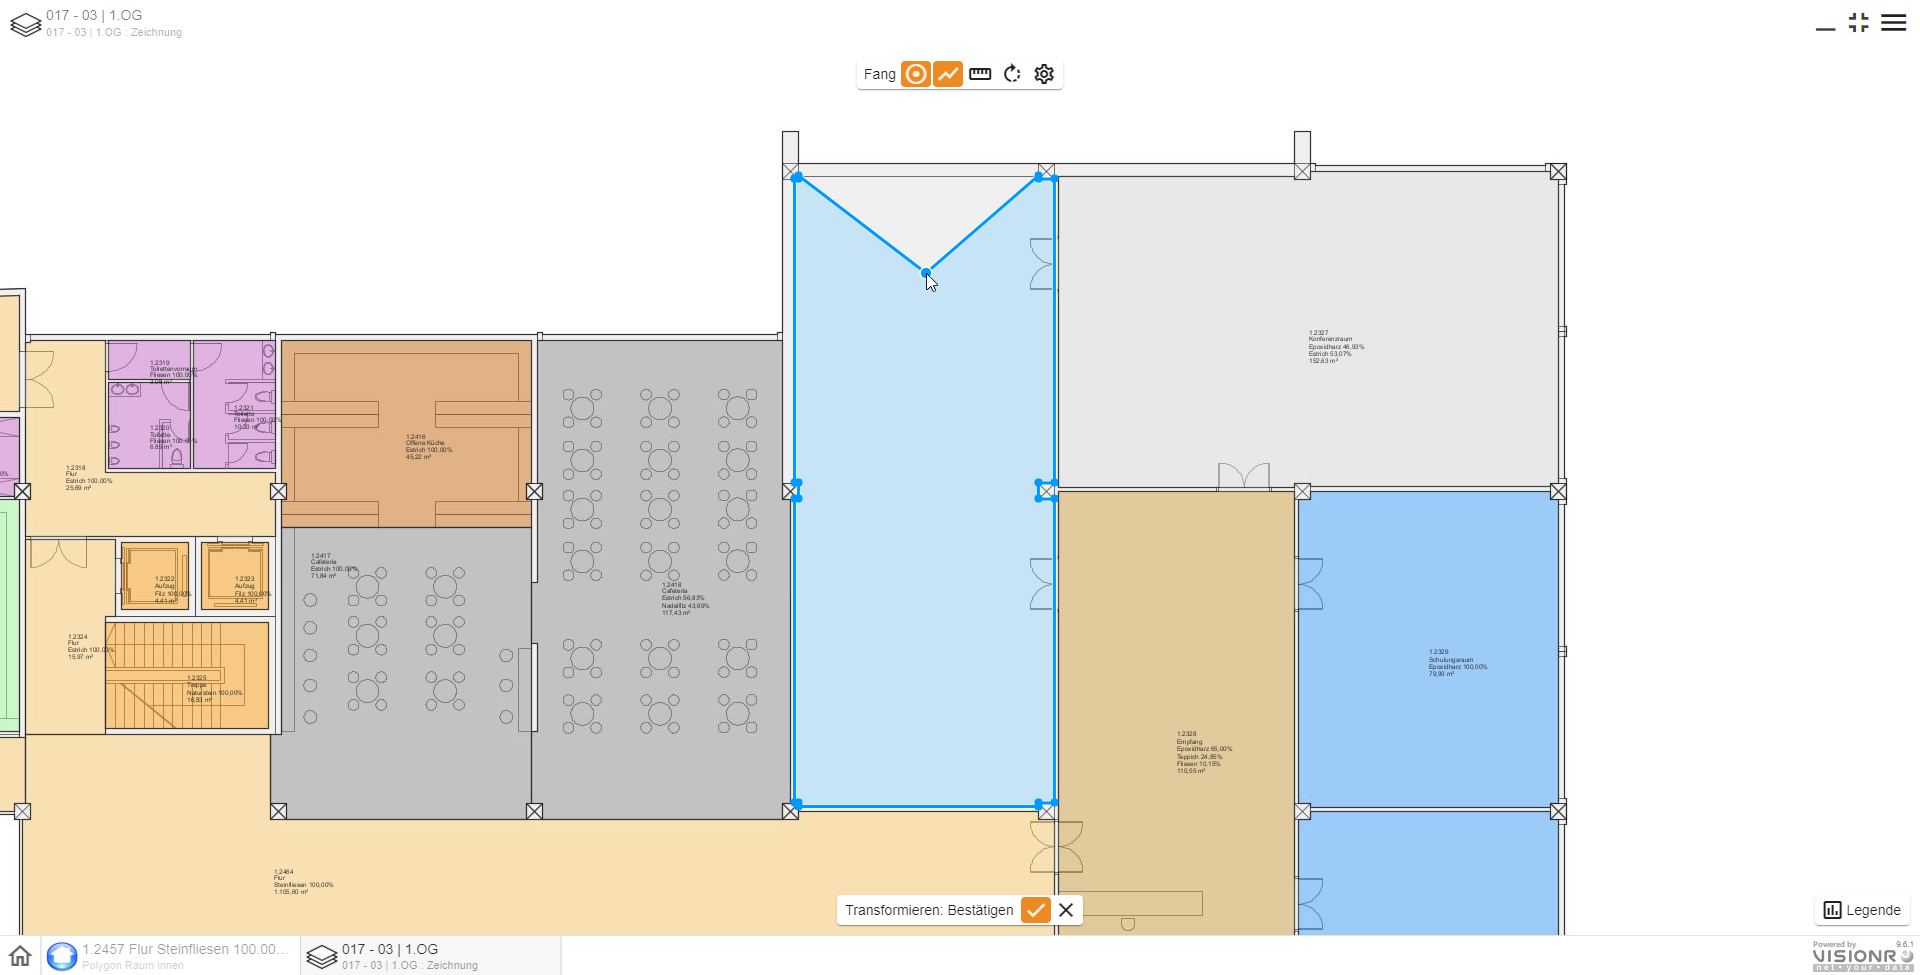 017 - 03 | 1.OG
017 - 03 | 1.OG : Zeichnung
Fang
1.2319
Toilettenvorraum
Fliesen 100,00%
1.2321
Toilette
Fliesen 100,00%
1.2320
Toilette
Fliesen 100,00%
1.2318
Flur
Estrich 100,00%
25,69 m²
1.2416
Offene Küche
Estrich 100,00%
45,22 m²
1.2327
Konferenzraum
Epoxidharz 46,93%
Estrich 53,07%
152,63 m²
1.2417
Cafeteria
Estrich 100,00%
71,84 m²
1.2322
Aufzug
Filz 100,00%
4,41 m²
1.2323
Aufzug
Filz 100,00%
4,41 m²
1.2418
Cafeteria
Estrich 56,83%
Nadelfilz 43,69%
117,43 m²
1.2324
Flur
Estrich 100,00%
15,97 m²
1.2325
Treppe
Naturstein 100,00%
16,83 m²
1.2329
Schulungsraum
Epoxidharz 100,00%
79,90 m²
1.2328
Empfang
Epoxidharz 65,00%
Teppich 24,85%
Fliesen 10,15%
110,55 m²
1.2464
Flur
Steinfliesen 100,00%
1.105,60 m²
Transformieren: Bestätigen
Legende
1.2457 Flur Steinfliesen 100.00...
Polygon Raum innen
017 - 03 | 1.OG
017 - 03 | 1.OG : Zeichnung
Powered by 9.6.1
VISIONR
net • your • data